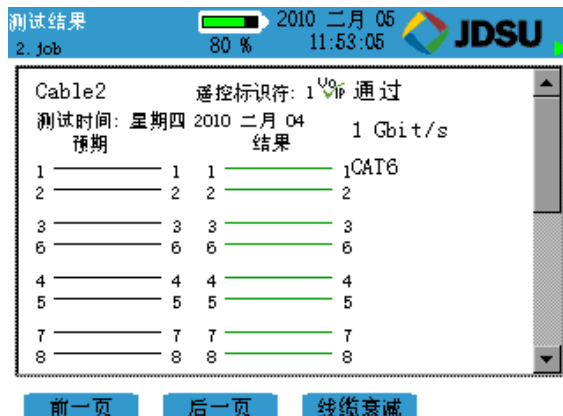 测试结果 2010 二月 05 JDSU
2. job 80 % 11:53:05
Cable2 遥控标识符: 1 通过
测试时间: 星期四 2010 二月 04 1 Gbit/s
预期 结果
CAT6
1 1 1 1
2 2 2 2
3 3 3 3
6 6 6 6
4 4 4 4
5 5 5 5
7 7 7 7
8 8 8 8
前一页 后一页 线缆衰减